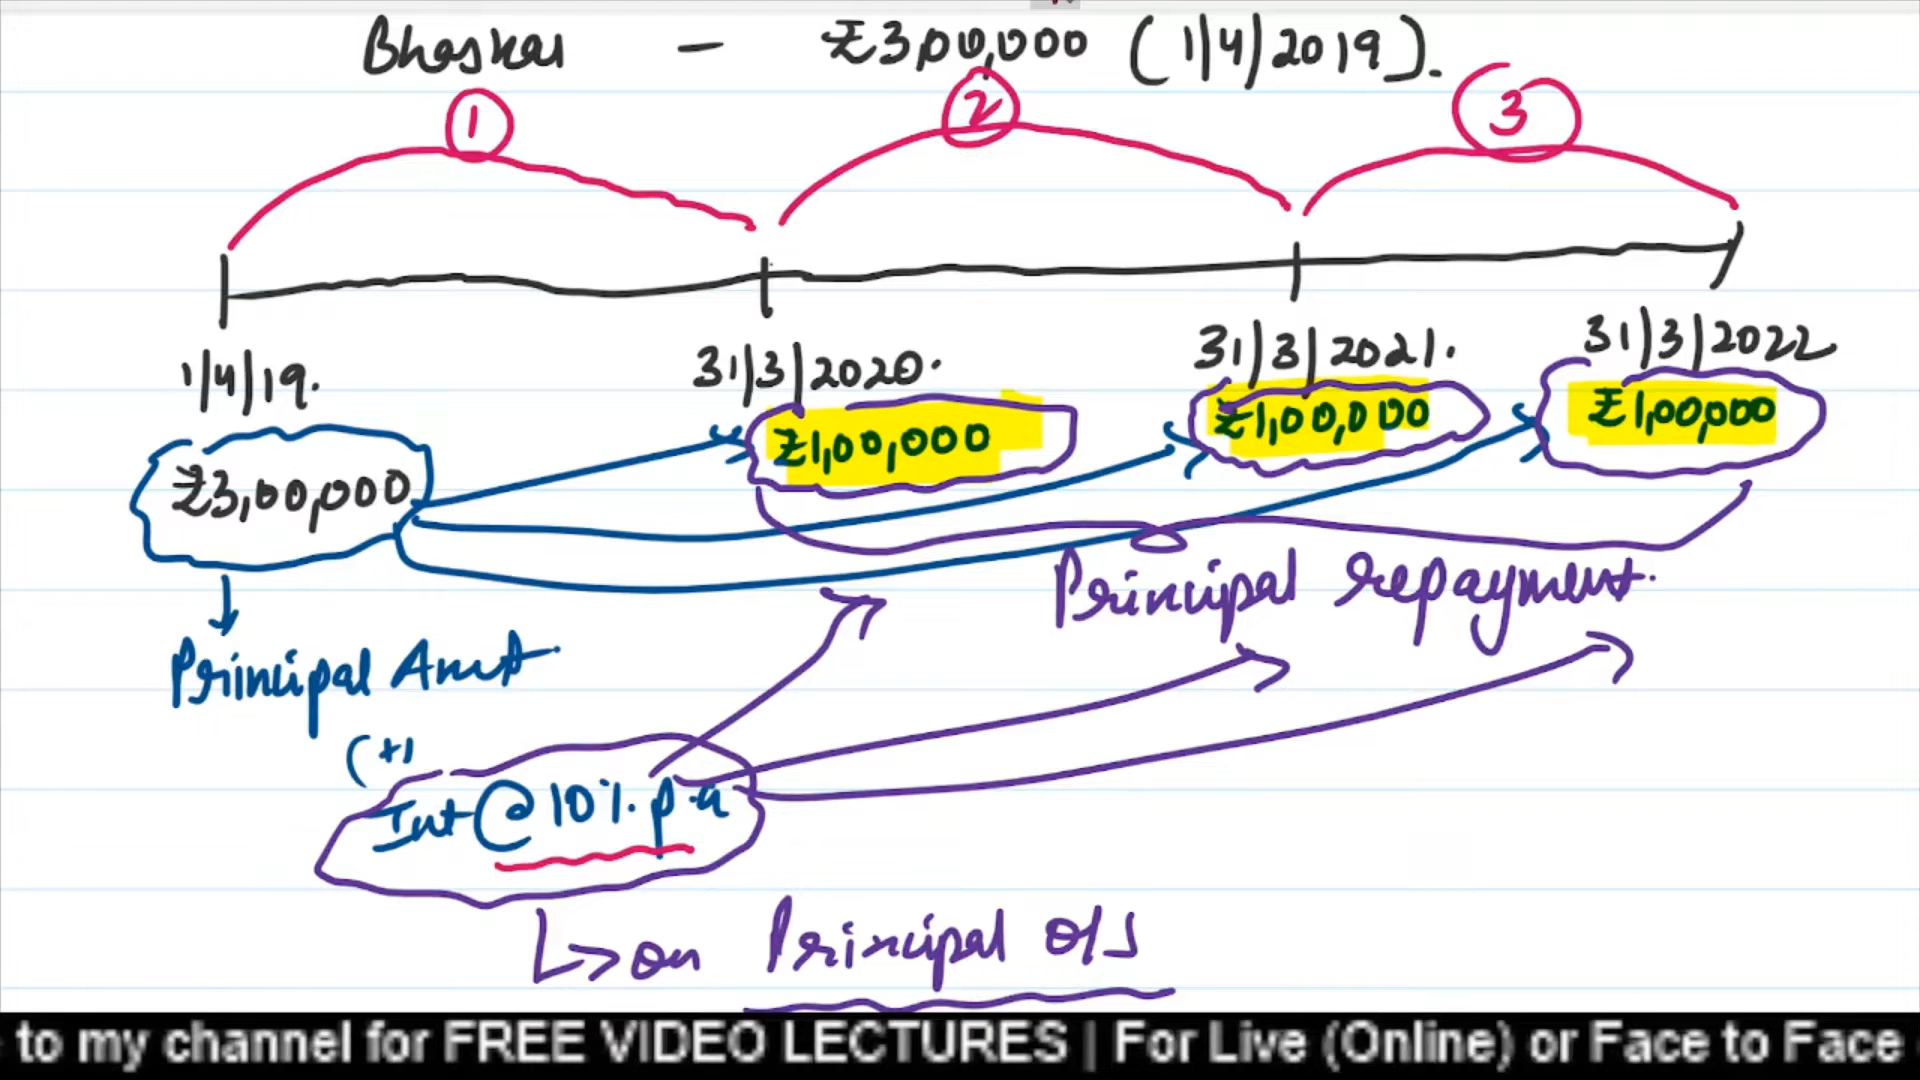 Bhaskar - ₹3,00,000 (1/4/2019).
1 2 3
1/4/19. 31/3/2020. 31/3/2021. 31/3/2022
₹3,00,000 ₹1,00,000 ₹1,00,000 ₹1,00,000
Principal repayment.
Principal Amt
(+)
Int @ 10%. p.a
↳ on Principal O/S
to my channel for FREE VIDEO LECTURES | For Live (Online) or Face to Face